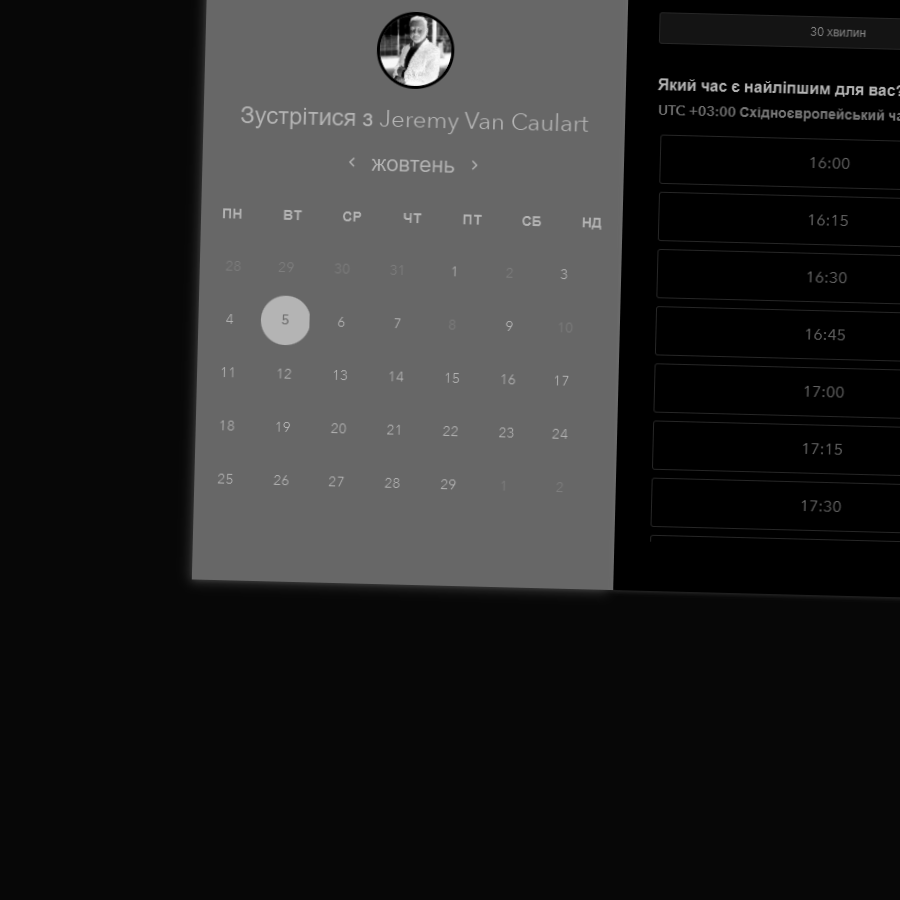 Зустрітися з Jeremy Van Caulart
жовтень
ПН ВТ СР ЧТ ПТ СБ НД
28 29 30 31 1 2 3
4 5 6 7 8 9 10
11 12 13 14 15 16 17
18 19 20 21 22 23 24
25 26 27 28 29 1 2
30 хвилин
Який час є найліпшим для вас?
UTC +03:00 Східноєвропейський
16:00
16:15
16:30
16:45
17:00
17:15
17:30